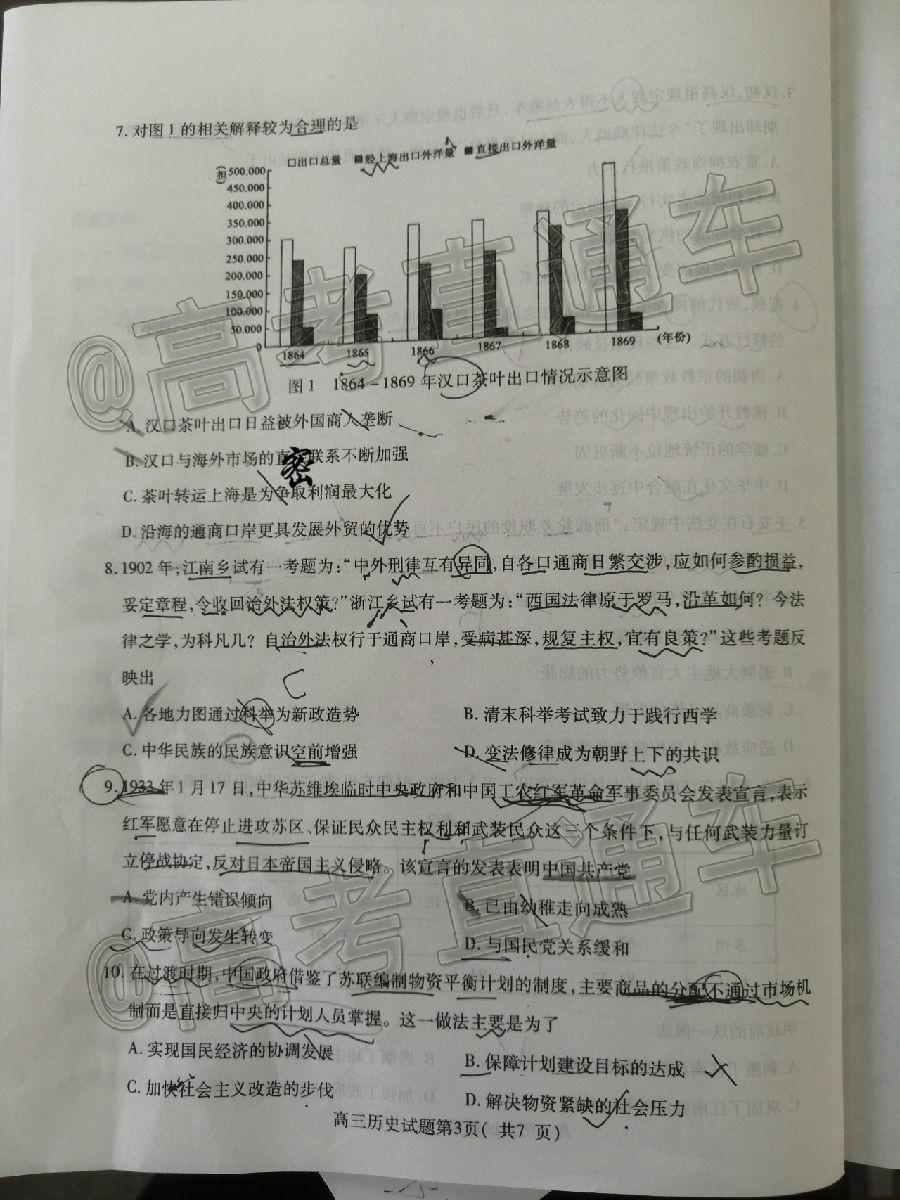 7. 对图 1 的相关解释较为合理的是
□出口总量 ■经上海出口外洋量 ■直接出口外洋量
(担)
500,000
450,000
400,000
350,000
300,000
250,000
200,000
150,000
100,000
50,000
0
1864 1865 1866 1867 1868 1869 (年份)
图 1 1864-1869 年汉口茶叶出口情况示意图
A. 汉口茶叶出口日益被外国商人垄断
B. 汉口与海外市场的直接联系不断加强
密
C. 茶叶转运上海是为争取利润最大化
D. 沿海的通商口岸更具发展外贸的优势
8. 1902 年,江南乡试有一考题为:“中外刑律互有异同,自各口通商日繁交涉,应如何参酌损益,
妥定章程,令收回治外法权策?”浙江乡试有一考题为:“西国法律原于罗马,沿革如何?今法
律之学,为科凡几?自治外法权行于通商口岸,受病甚深,规复主权,宜有良策?”这些考题反
映出
C
A. 各地力图通过科举为新政造势 B. 清末科举考试致力于践行西学
C. 中华民族的民族意识空前增强 D. 变法修律成为朝野上下的共识
9. 1933 年 1 月 17 日,中华苏维埃临时中央政府和中国工农红军革命军事委员会发表宣言,表示
红军愿意在停止进攻苏区、保证民众民主权利和武装民众这三个条件下,与任何武装力量订
立停战协定,反对日本帝国主义侵略。该宣言的发表表明中国共产党
A. 党内产生错误倾向 B. 已由幼稚走向成熟
C. 政策导向发生转变 D. 与国民党关系缓和
10. 在过渡时期,中国政府借鉴了苏联编制物资平衡计划的制度,主要商品的分配不通过市场机
制而是直接归中央的计划人员掌握。这一做法主要是为了
A. 实现国民经济的协调发展 B. 保障计划建设目标的达成
C. 加快社会主义改造的步伐 D. 解决物资紧缺的社会压力
高三历史试题第3页( 共7 页)
@高考直通车
@高考直通车